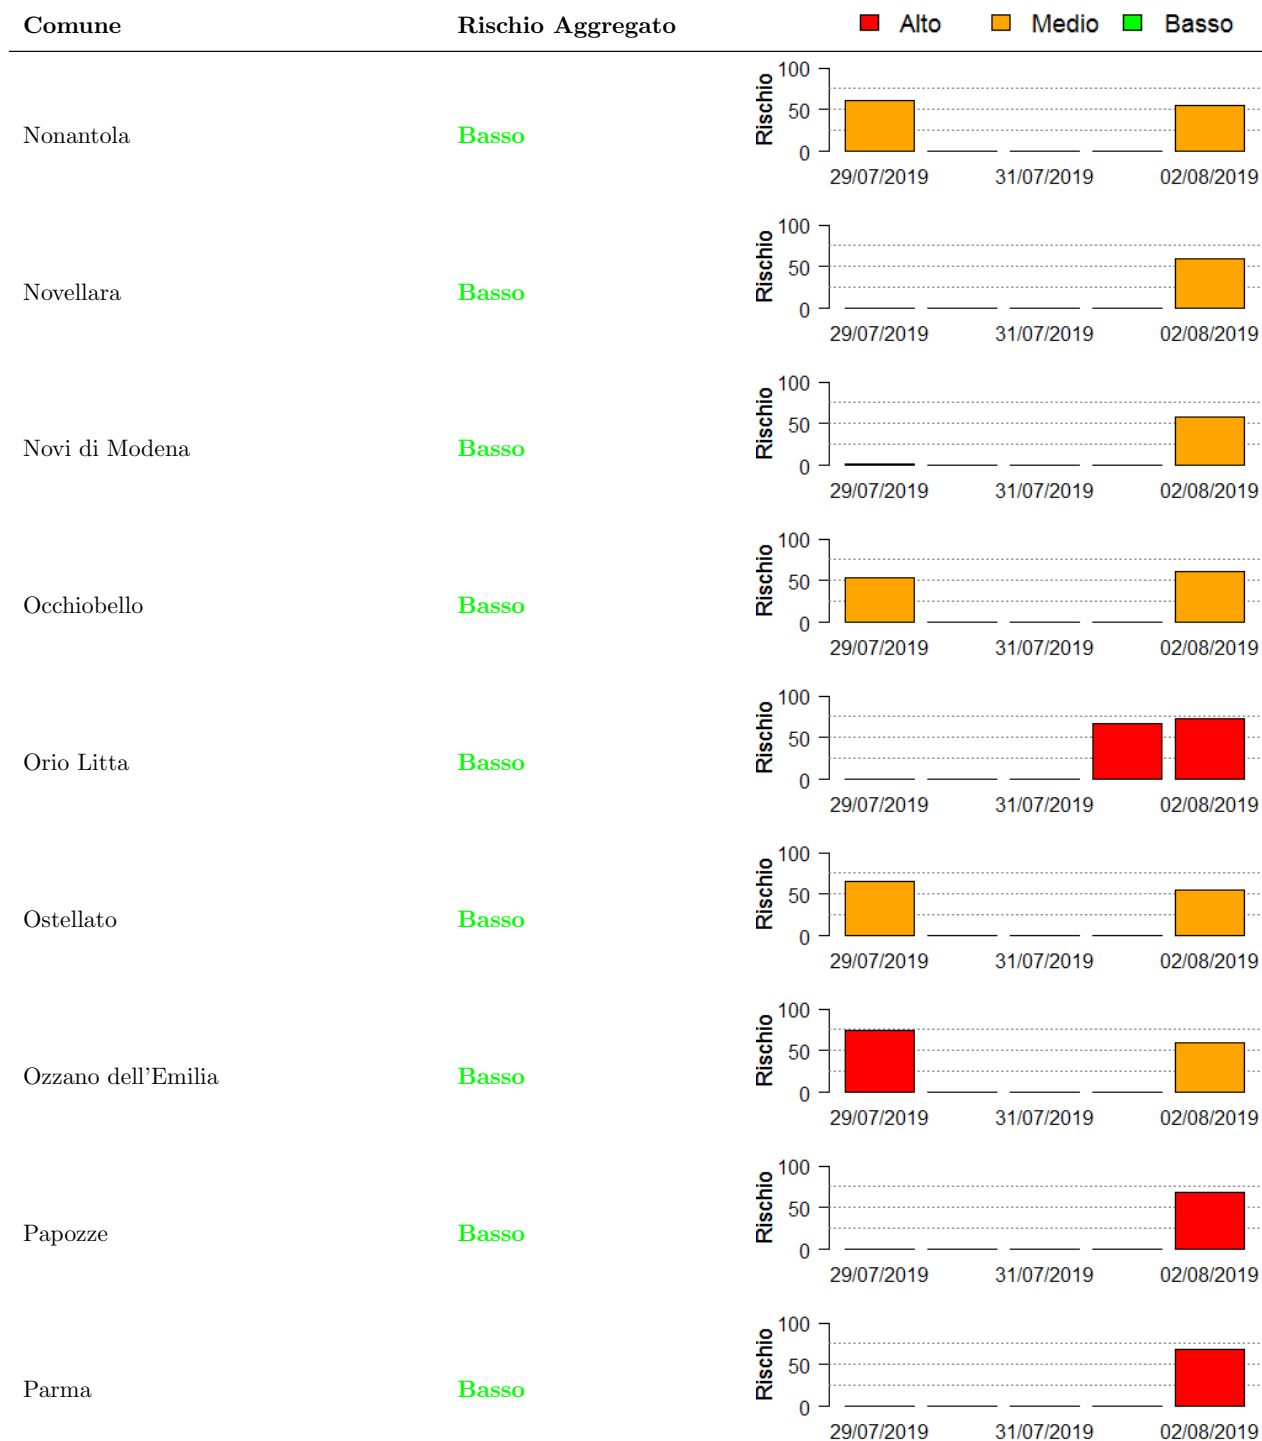 Comune Rischio Aggregato Alto Medio Basso
Nonantola Basso
Rischio
100
50
0
29/07/2019 31/07/2019 02/08/2019
Novellara Basso
Rischio
100
50
0
29/07/2019 31/07/2019 02/08/2019
Novi di Modena Basso
Rischio
100
50
0
29/07/2019 31/07/2019 02/08/2019
Occhiobello Basso
Rischio
100
50
0
29/07/2019 31/07/2019 02/08/2019
Orio Litta Basso
Rischio
100
50
0
29/07/2019 31/07/2019 02/08/2019
Ostellato Basso
Rischio
100
50
0
29/07/2019 31/07/2019 02/08/2019
Ozzano dell'Emilia Basso
Rischio
100
50
0
29/07/2019 31/07/2019 02/08/2019
Papozze Basso
Rischio
100
50
0
29/07/2019 31/07/2019 02/08/2019
Parma Basso
Rischio
100
50
0
29/07/2019 31/07/2019 02/08/2019